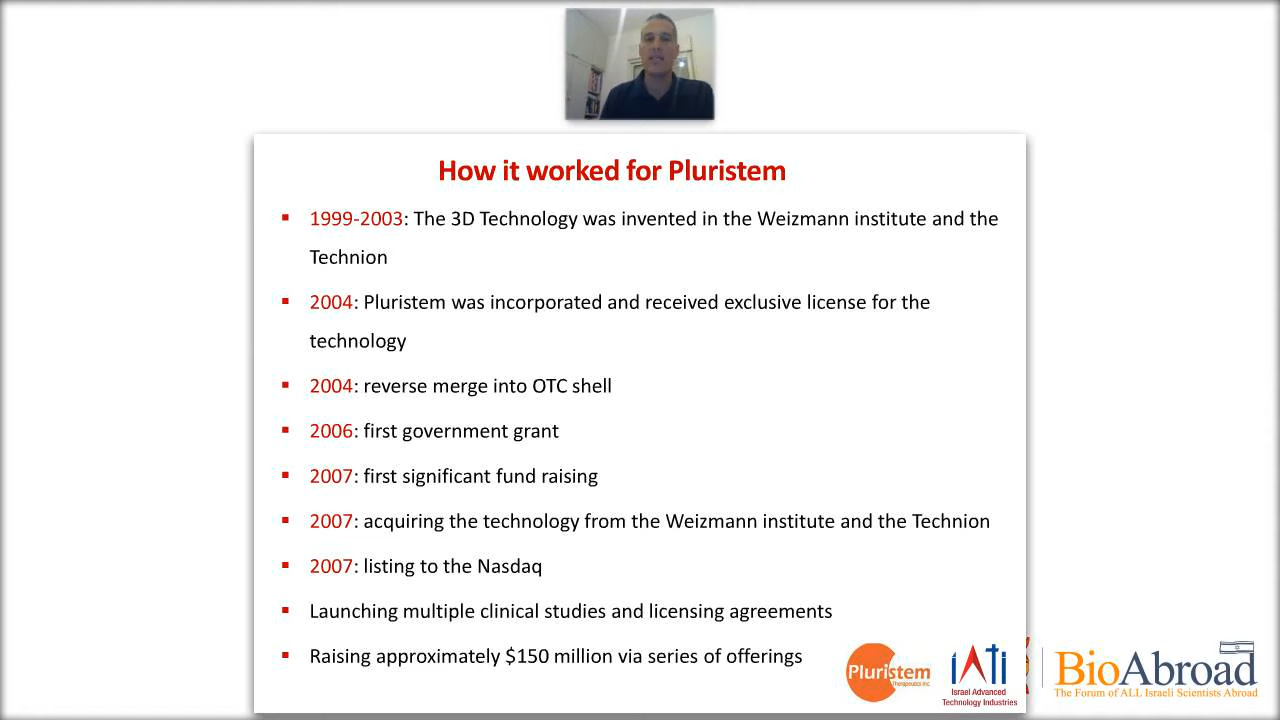 How it worked for Pluristem
▪ 1999-2003: The 3D Technology was invented in the Weizmann institute and the
Technion
▪ 2004: Pluristem was incorporated and received exclusive license for the
technology
▪ 2004: reverse merge into OTC shell
▪ 2006: first government grant
▪ 2007: first significant fund raising
▪ 2007: acquiring the technology from the Weizmann institute and the Technion
▪ 2007: listing to the Nasdaq
▪ Launching multiple clinical studies and licensing agreements
▪ Raising approximately $150 million via series of offerings
Pluristem
Therapeutics Inc.
IATI
Israel Advanced
Technology Industries
BioAbroad
The Forum of ALL Israeli Scientists Abroad